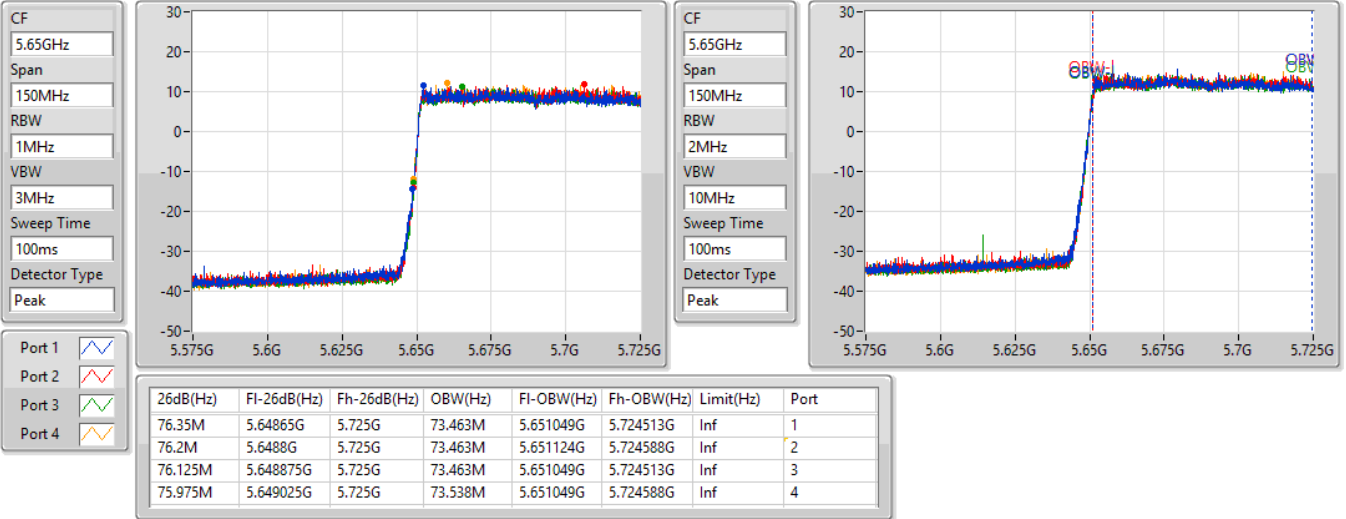 CF
5.65GHz
Span
150MHz
RBW
1MHz
VBW
3MHz
Sweep Time
100ms
Detector Type
Peak
30
20
10
0
-10
-20
-30
-40
-50
5.575G 5.6G 5.625G 5.65G 5.675G 5.7G 5.725G
CF
5.65GHz
Span
150MHz
RBW
2MHz
VBW
10MHz
Sweep Time
100ms
Detector Type
Peak
30
20
10
0
-10
-20
-30
-40
-50
5.575G 5.6G 5.625G 5.65G 5.675G 5.7G 5.725G
Port 1
Port 2
Port 3
Port 4
26dB(Hz) Fl-26dB(Hz) Fh-26dB(Hz) OBW(Hz) Fl-OBW(Hz) Fh-OBW(Hz) Limit(Hz) Port
76.35M 5.64865G 5.725G 73.463M 5.651049G 5.724513G Inf 1
76.2M 5.6488G 5.725G 73.463M 5.651124G 5.724588G Inf 2
76.125M 5.648875G 5.725G 73.463M 5.651049G 5.724513G Inf 3
75.975M 5.649025G 5.725G 73.538M 5.651049G 5.724588G Inf 4